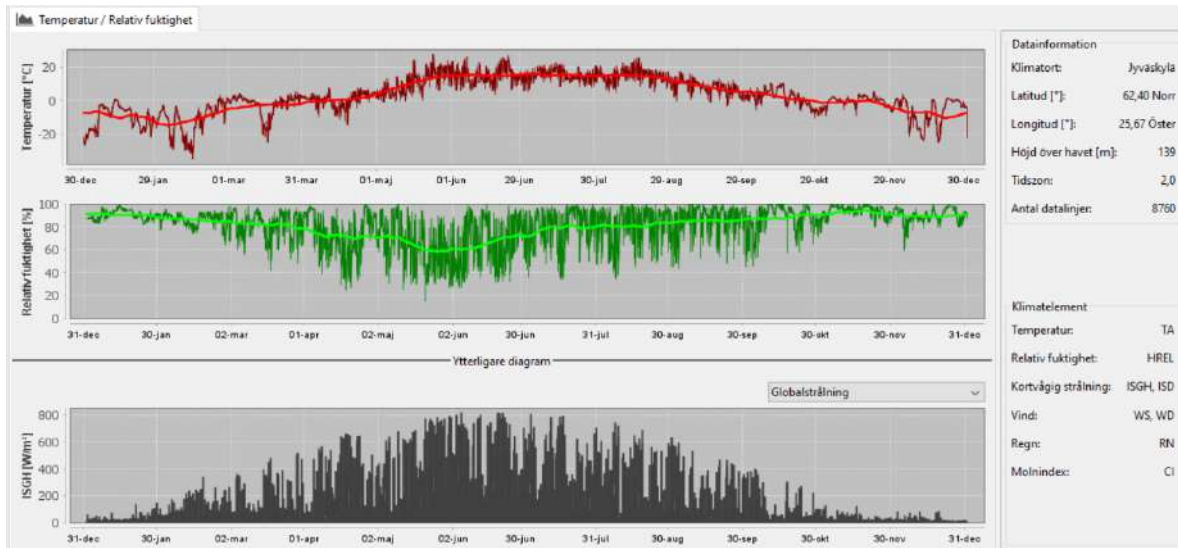 Temperatur / Relativ fuktighet
Temperatur [°C]
20
0
-20
30-dec 29-jan 01-mar 31-mar 01-maj 01-jun 29-jun 30-jul 29-aug 29-sep 29-okt 29-nov 30-dec
Relativ fuktighet [%]
100
80
60
40
20
0
31-dec 30-jan 02-mar 01-apr 02-maj 02-jun 30-jun 31-jul 30-aug 30-sep 30-okt 30-nov 31-dec
Ytterligare diagram
Globalstrålning
ISGH [W/m²]
800
600
400
200
0
31-dec 30-jan 02-mar 01-apr 02-maj 02-jun 30-jun 31-jul 30-aug 30-sep 30-okt 30-nov 31-dec
Datainformation
Klimatort: Jyväskylä
Latitud [°]: 62,40 Norr
Longitud [°]: 25,67 Öster
Höjd över havet [m]: 139
Tidszon: 2,0
Antal datalinjer: 8760
Klimatelement
Temperatur: TA
Relativ fuktighet: HREL
Kortvågig strålning: ISGH, ISD
Vind: WS, WD
Regn: RN
Molnindex: CI